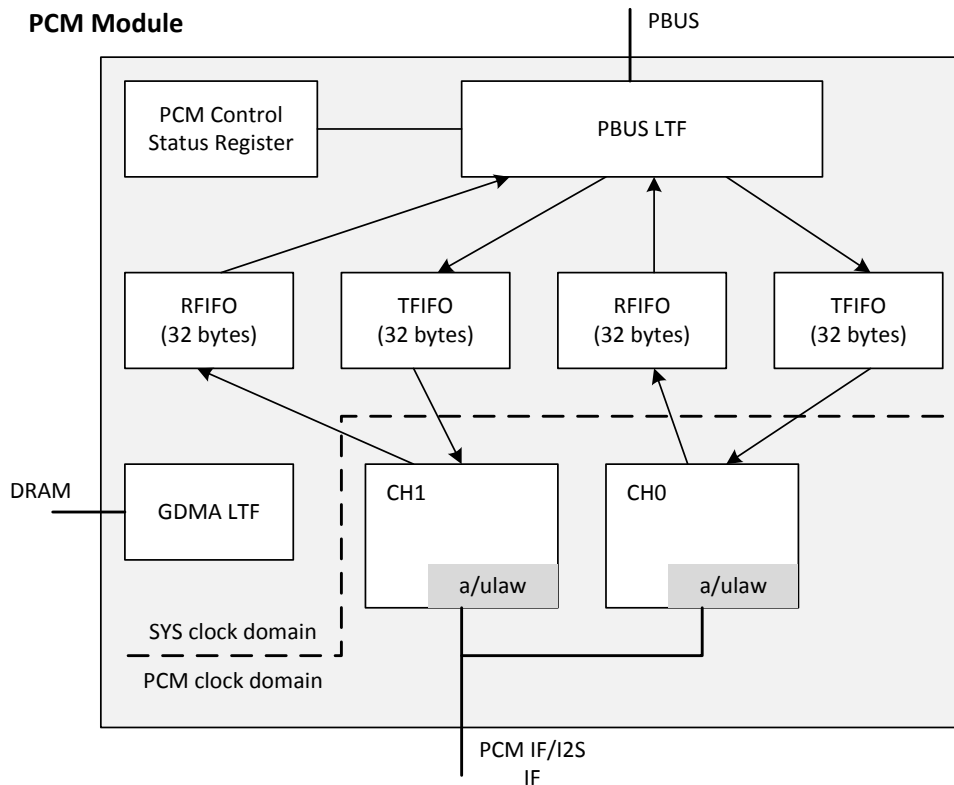 PCM Module
PBUS
PCM Control
Status Register
PBUS LTF
RFIFO
(32 bytes)
TFIFO
(32 bytes)
RFIFO
(32 bytes)
TFIFO
(32 bytes)
DRAM
GDMA LTF
CH1
a/ulaw
CH0
a/ulaw
SYS clock domain
PCM clock domain
PCM IF/I2S
IF